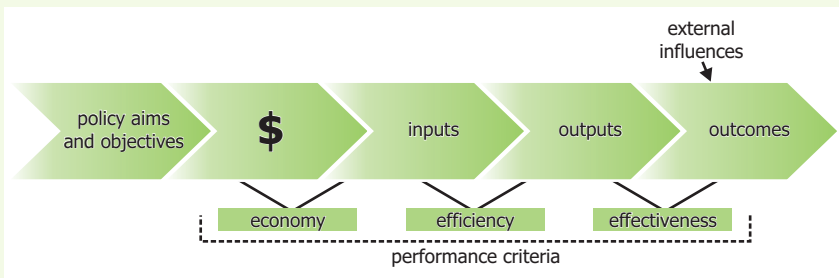 external
influences
policy aims
and objectives
$
inputs
outputs
outcomes
economy
efficiency
effectiveness
performance criteria